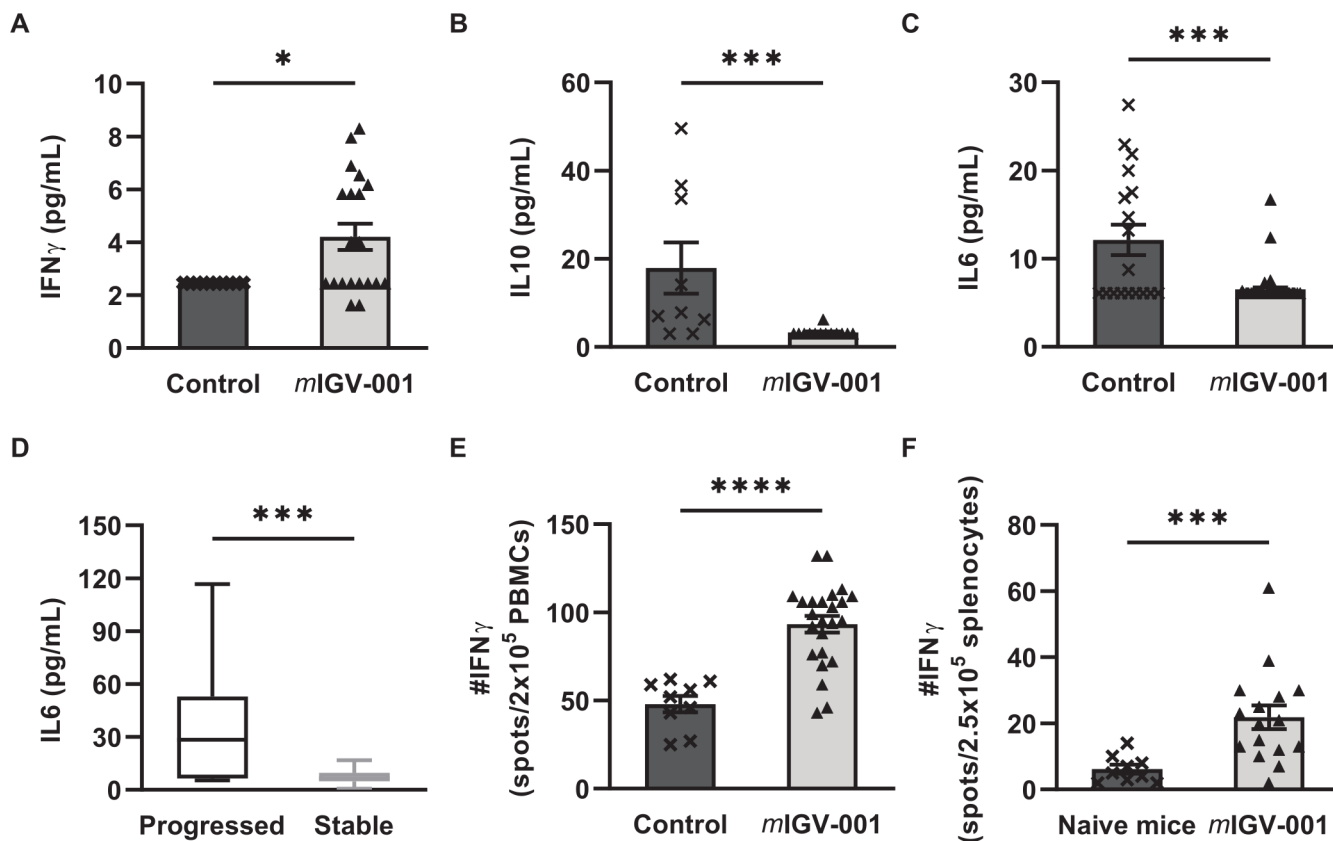 A
*
IFNγ (pg/mL)
10
8
6
4
2
0
Control
mIGV-001
B
***
IL10 (pg/mL)
60
40
20
0
Control
mIGV-001
C
***
IL6 (pg/mL)
30
20
10
0
Control
mIGV-001
D
***
IL6 (pg/mL)
150
120
90
60
30
0
Progressed
Stable
E
****
#IFNγ
(spots/2x10⁵ PBMCs)
150
100
50
0
Control
mIGV-001
F
***
#IFNγ
(spots/2.5x10⁵ splenocytes)
80
60
40
20
0
Naive mice
mIGV-001